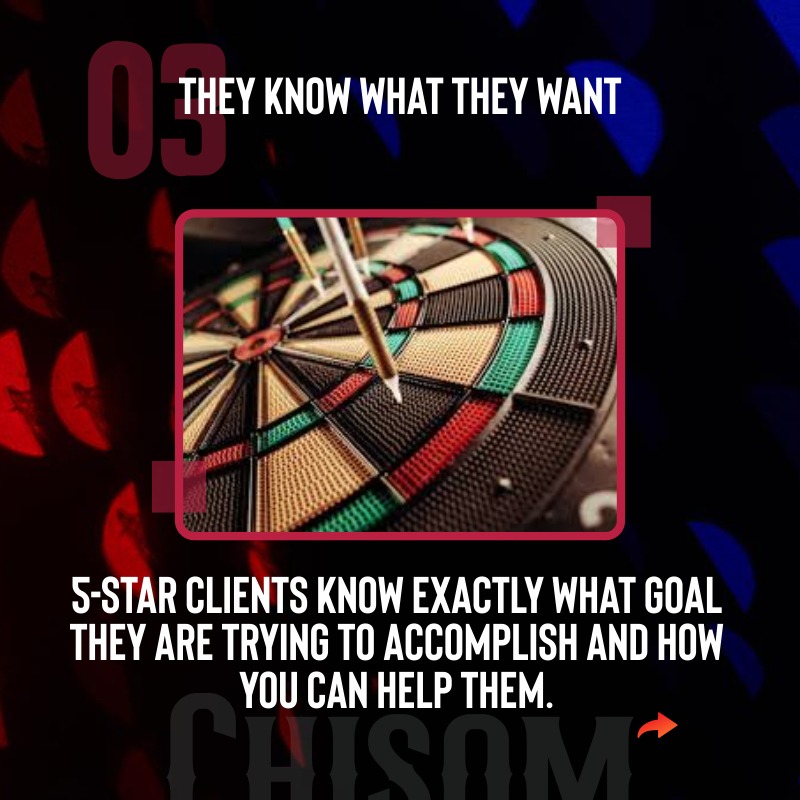 03
THEY KNOW WHAT THEY WANT
5-STAR CLIENTS KNOW EXACTLY WHAT GOAL
THEY ARE TRYING TO ACCOMPLISH AND HOW
YOU CAN HELP THEM.
CHISOM